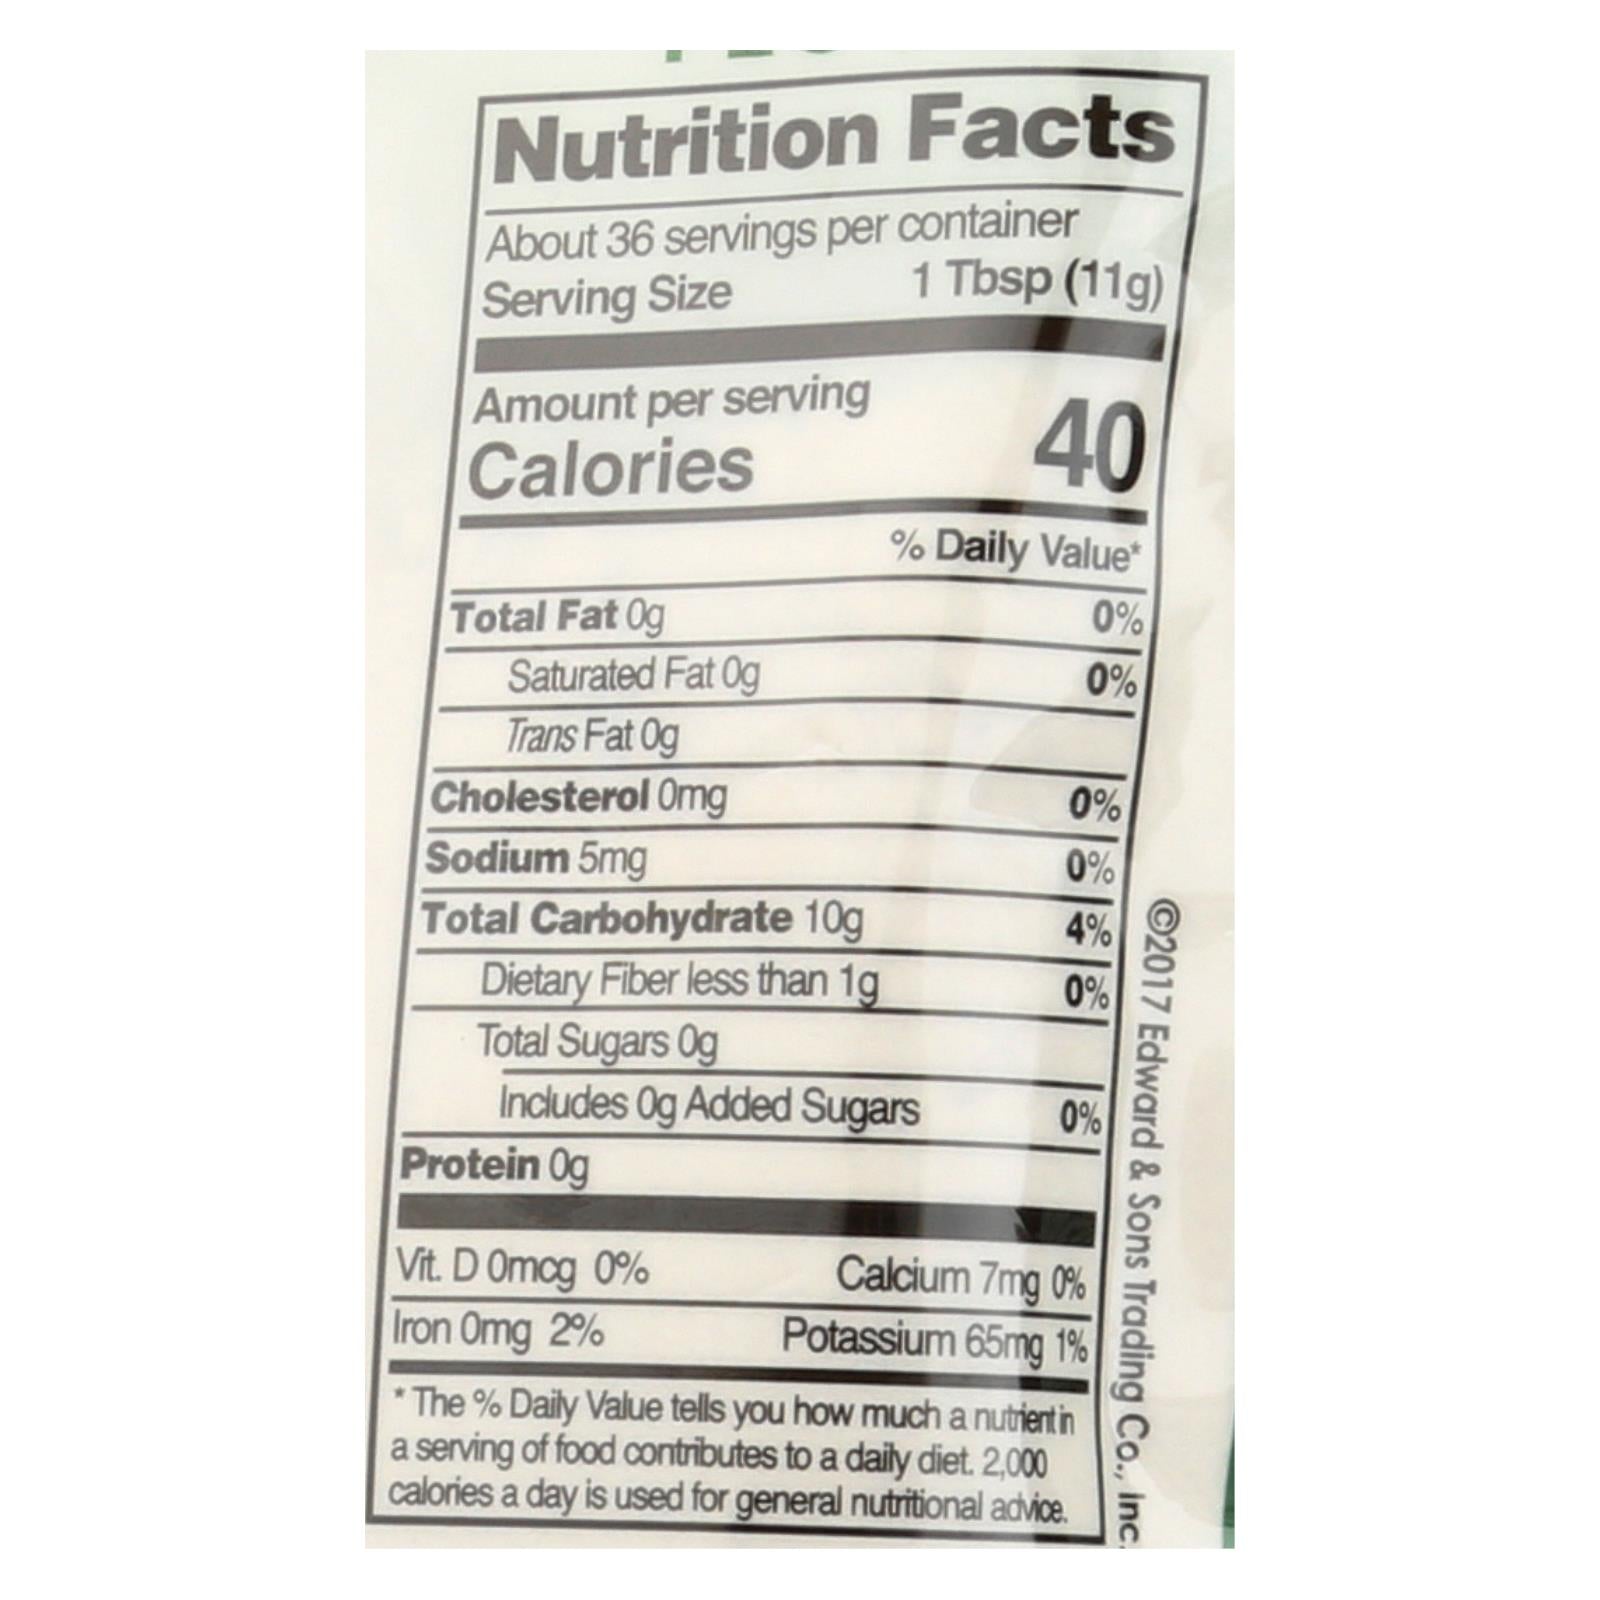 Nutrition Facts
About 36 servings per container
Serving Size 1 Tbsp (11g)
Amount per serving
Calories 40
% Daily Value*
Total Fat 0g 0%
Saturated Fat 0g 0%
Trans Fat 0g
Cholesterol 0mg 0%
Sodium 5mg 0%
Total Carbohydrate 10g 4%
Dietary Fiber less than 1g 0%
Total Sugars 0g
Includes 0g Added Sugars 0%
Protein 0g
Vit. D 0mcg 0% Calcium 7mg 0%
Iron 0mg 2% Potassium 65mg 1%
* The % Daily Value tells you how much a nutrient in
a serving of food contributes to a daily diet. 2,000
calories a day is used for general nutritional advice.
©2017 Edward & Sons Trading Co., Inc.